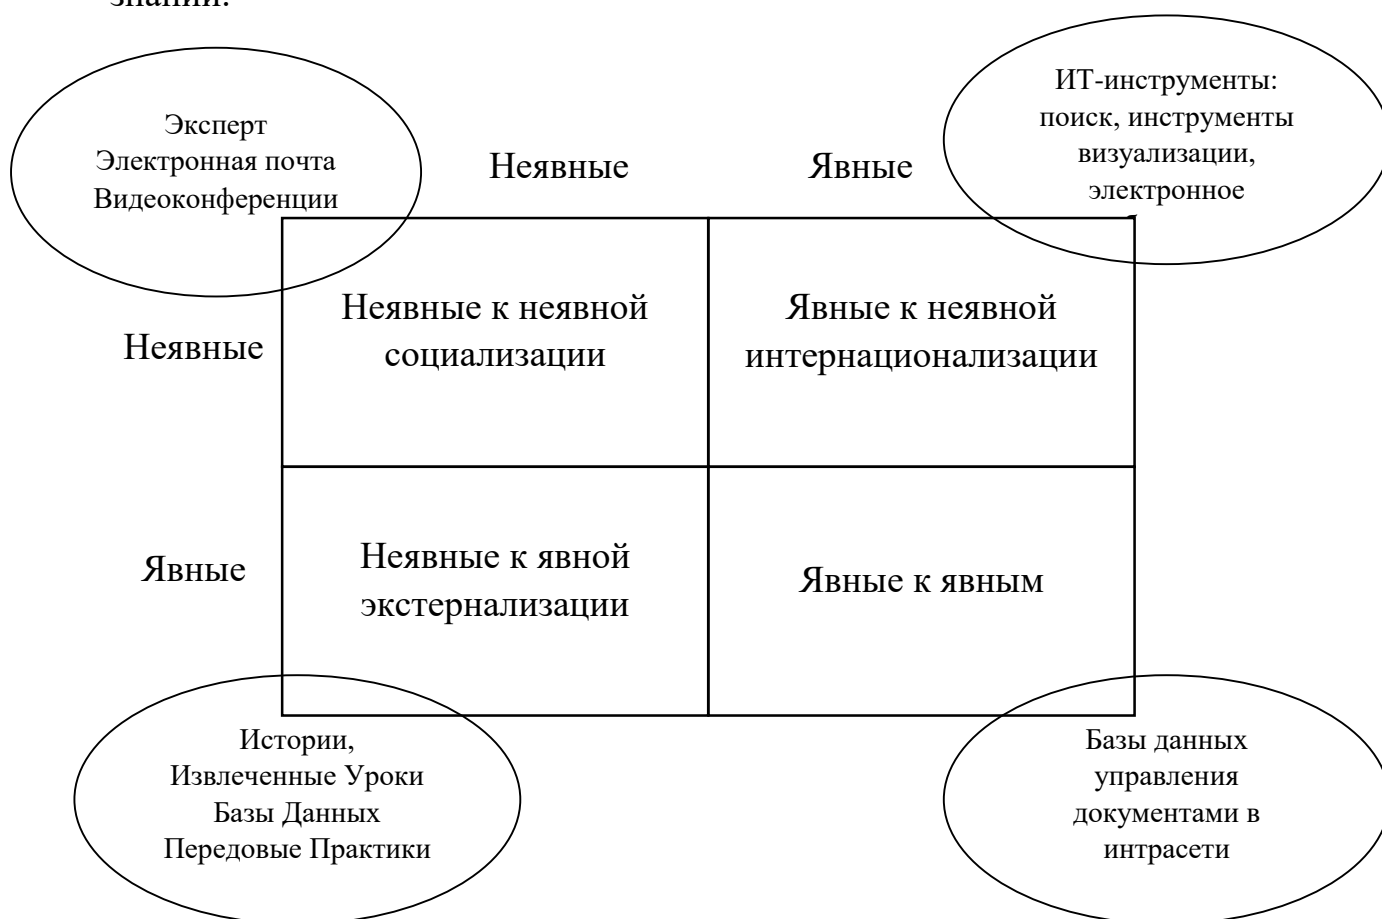 Эксперт
Электронная почта
Видеоконференции
ИТ-инструменты:
поиск, инструменты
визуализации,
электронное
Неявные
Явные
Неявные
Неявные к неявной
социализации
Явные к неявной
интернационализации
Явные
Неявные к явной
экстернализации
Явные к явным
Истории,
Извлеченные Уроки
Базы Данных
Передовые Практики
Базы данных
управления
документами в
интрасети